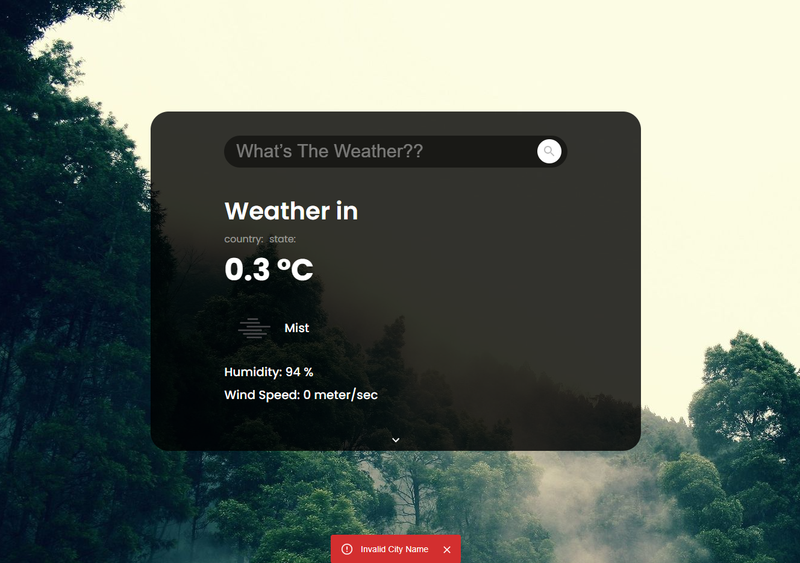 What's The Weather??
Weather in
country: state:
0.3 °C
Mist
Humidity: 94 %
Wind Speed: 0 meter/sec
Invalid City Name